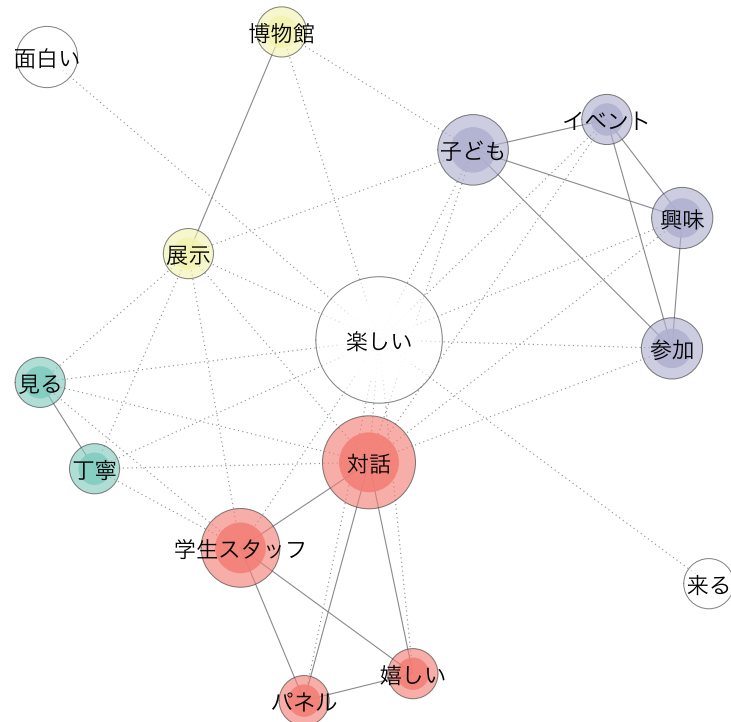 博物館
面白い
イベント
子ども
興味
展示
楽しい
参加
見る
対話
丁寧
学生スタッフ
来る
嬉しい
パネル